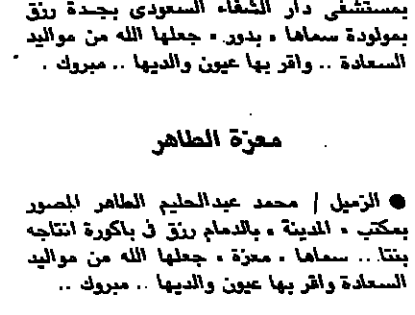 بمستشفى دار الشفاء السعودى بجدة رزق
بمولودة سماها « بدور » جعلها الله من مواليد
السعادة .. واقر بها عيون والديها .. مبروك .
معزة الطاهر
● الزميل / محمد عبدالحليم الطاهر المصور
بمكتب « المدينة » بالدمام رزق فى باكورة انتاجه
بنتا .. سماها « معزة » جعلها الله من مواليد
السعادة واقر بها عيون والديها .. مبروك ..